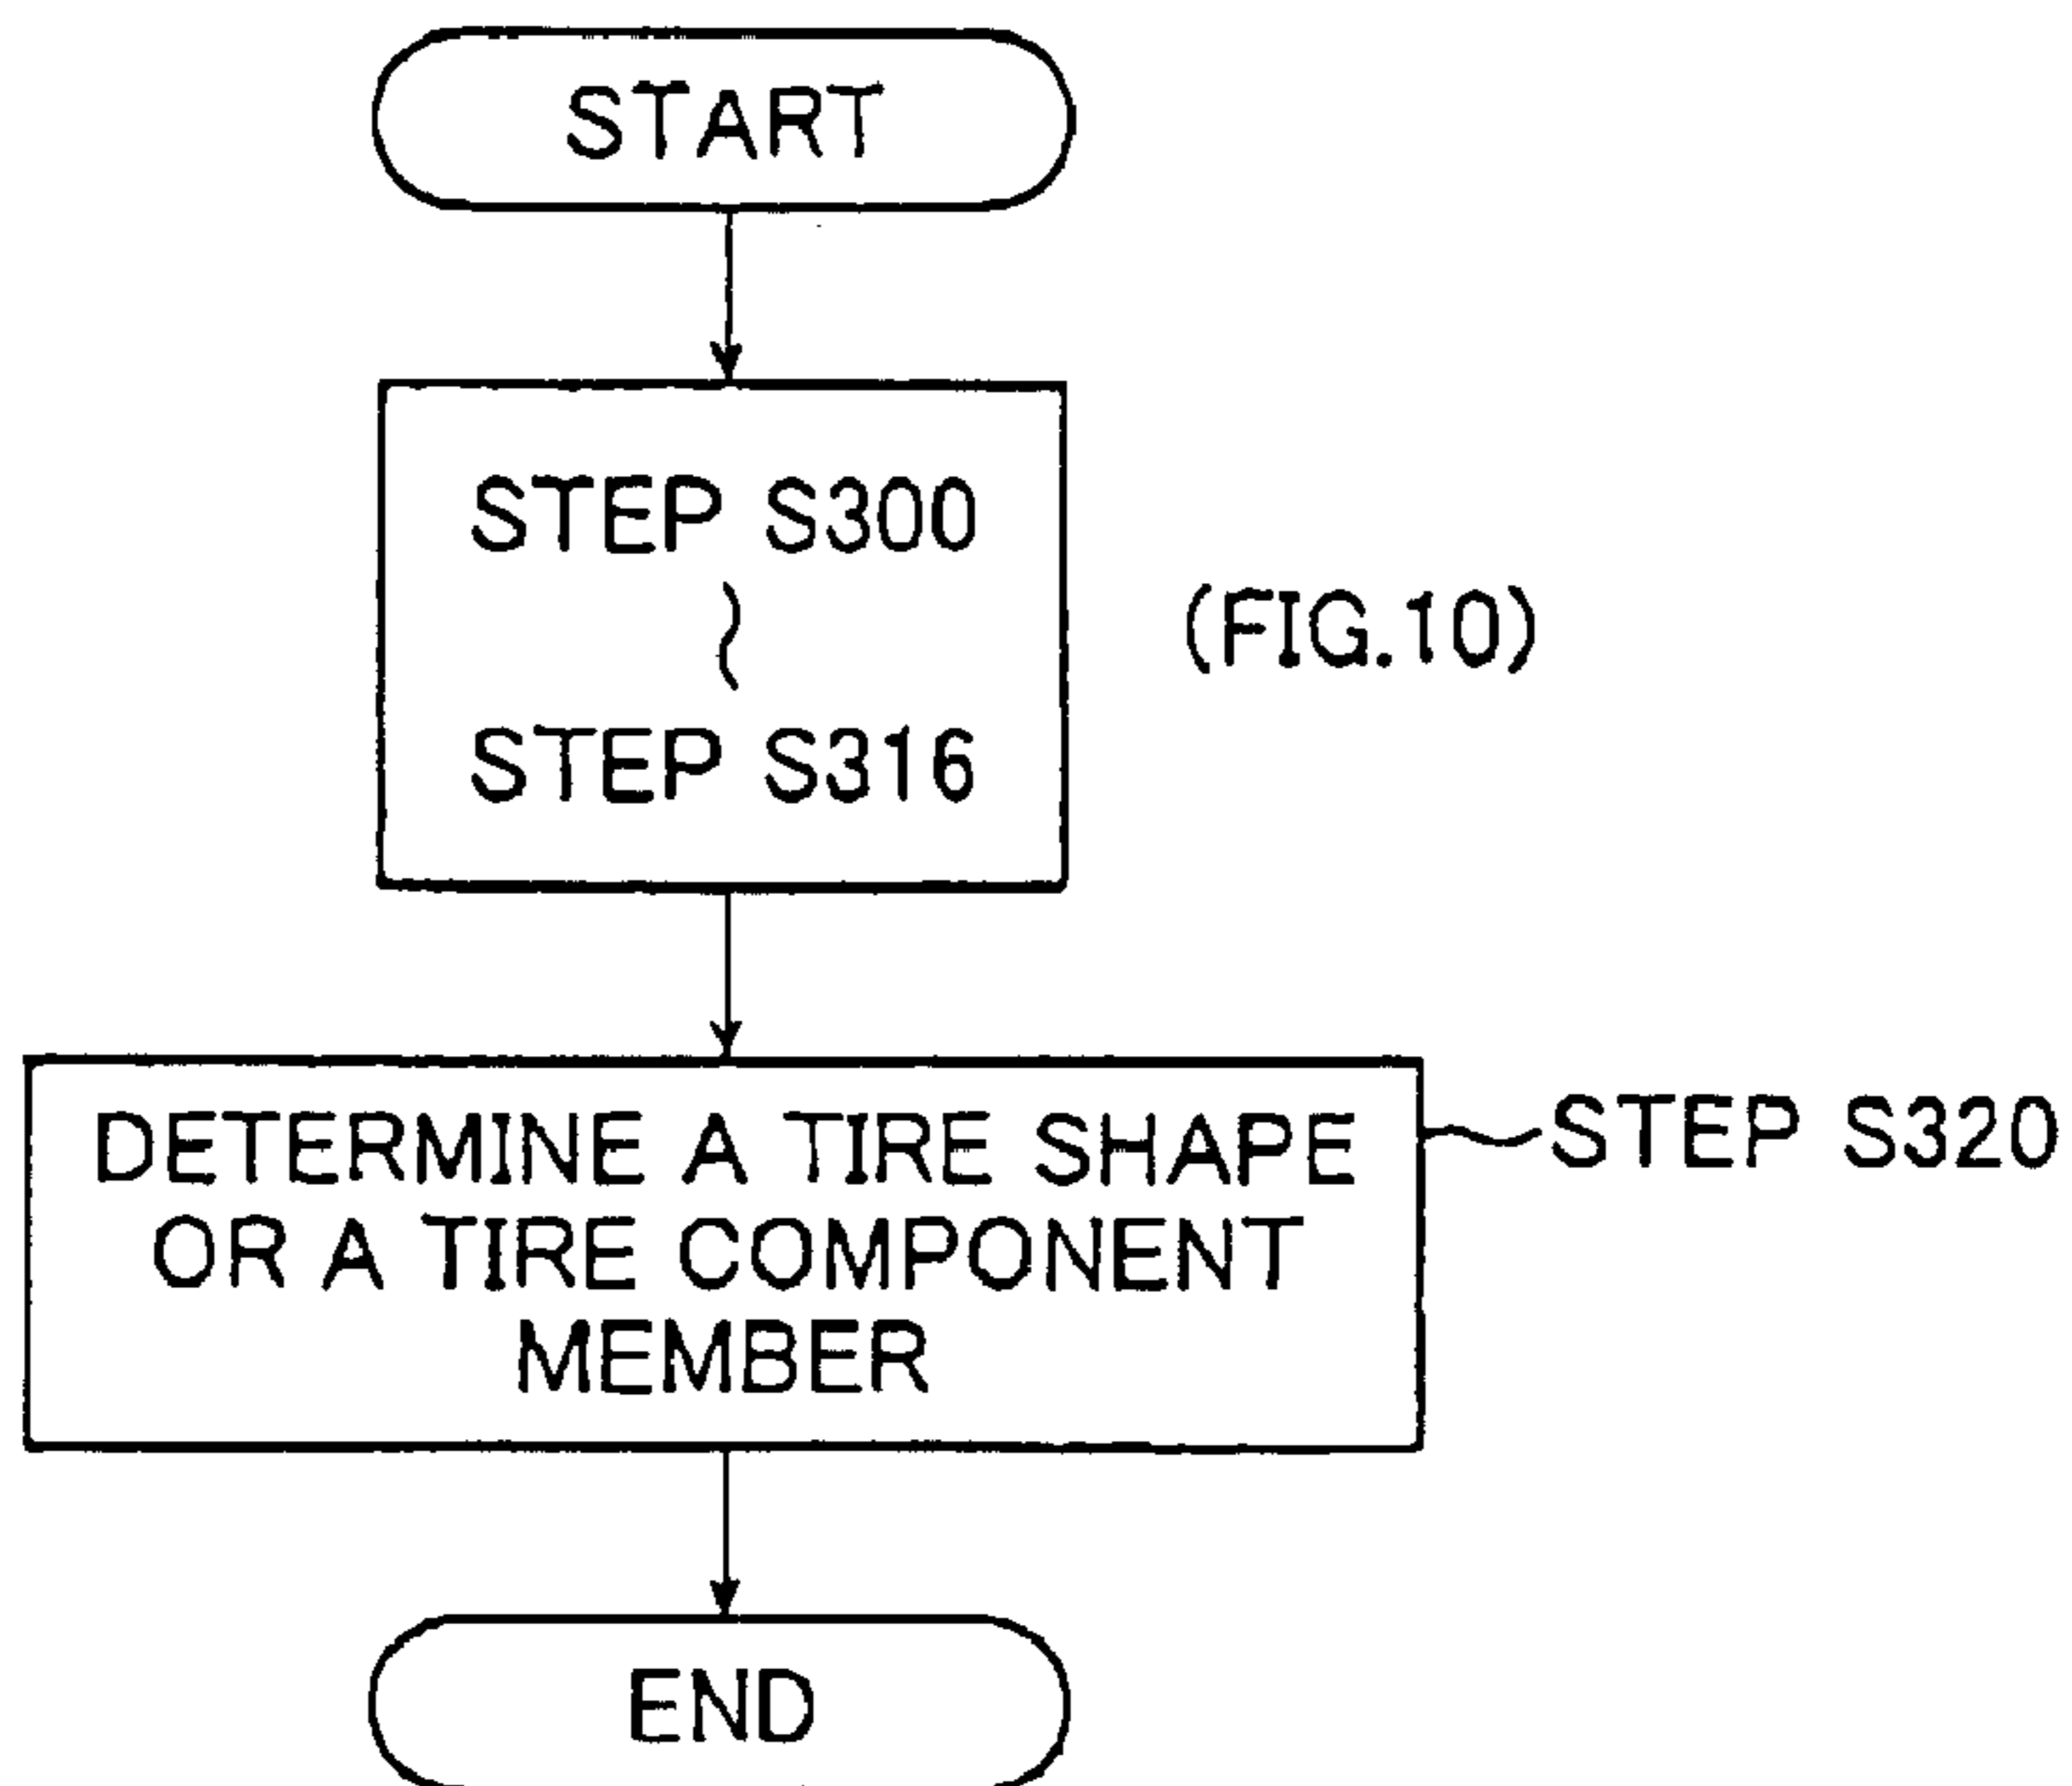 START
STEP S300
~
STEP S316
(FIG.10)
DETERMINE A TIRE SHAPE
OR A TIRE COMPONENT
MEMBER
STEP S320
END